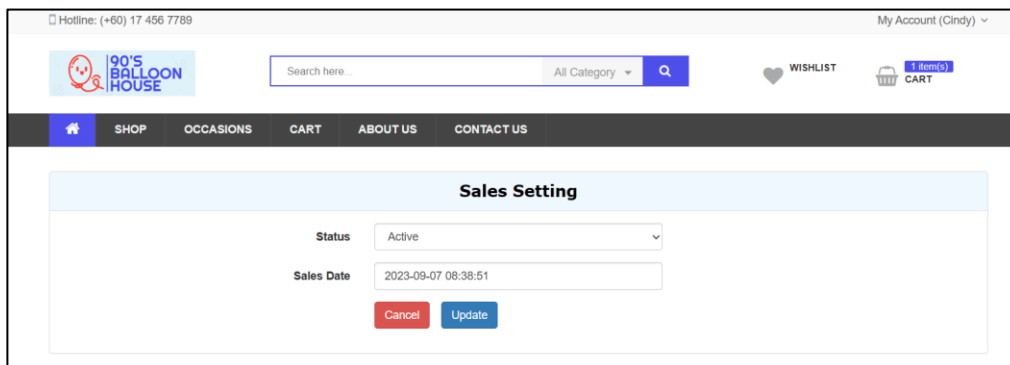 Hotline: (+60) 17 456 7789
My Account (Cindy)
90'S
BALLOON
HOUSE
Search here...
All Category
WISHLIST
1 item(s)
CART
SHOP OCCASIONS CART ABOUT US CONTACT US
Sales Setting
Status Active
Sales Date 2023-09-07 08:38:51
Cancel Update